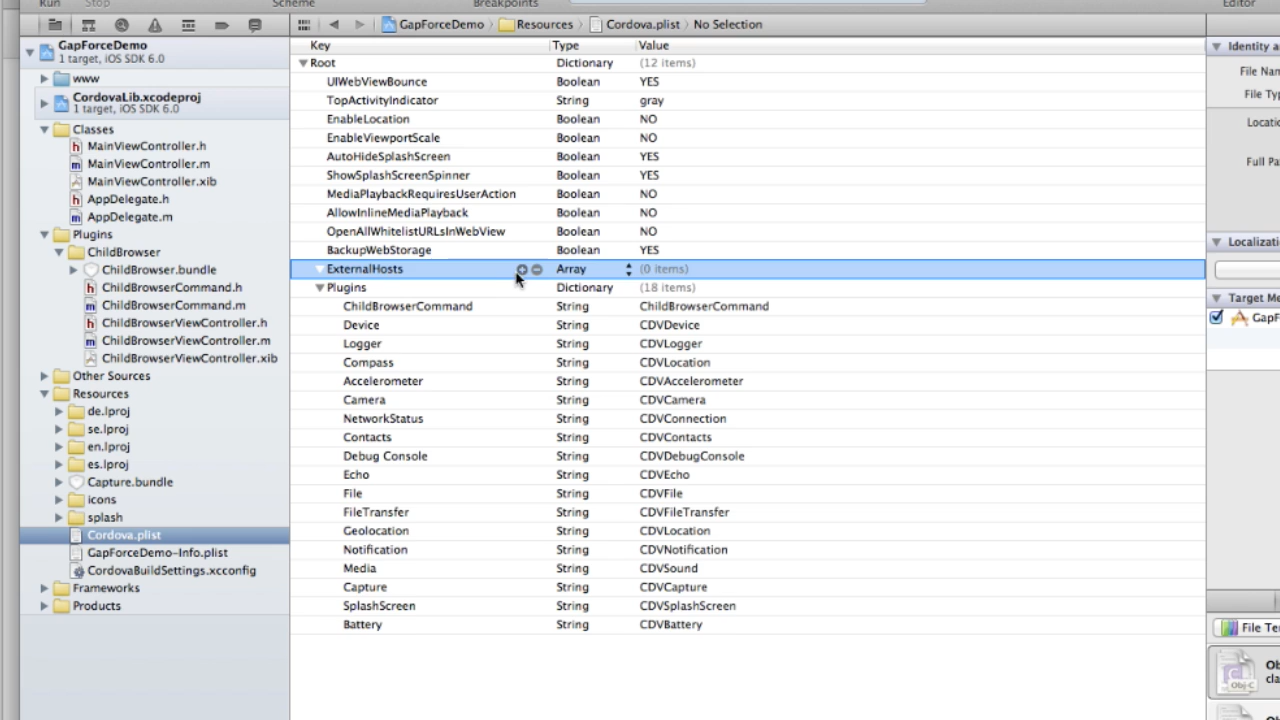 Run Stop Scheme Breakpoints Editor
GapForceDemo Resources Cordova.plist No Selection
GapForceDemo
1 target, iOS SDK 6.0
www
CordovaLib.xcodeproj
1 target, iOS SDK 6.0
Classes
MainViewController.h
MainViewController.m
MainViewController.xib
AppDelegate.h
AppDelegate.m
Plugins
ChildBrowser
ChildBrowser.bundle
ChildBrowserCommand.h
ChildBrowserCommand.m
ChildBrowserViewController.h
ChildBrowserViewController.m
ChildBrowserViewController.xib
Other Sources
Resources
de.lproj
se.lproj
en.lproj
es.lproj
Capture.bundle
icons
splash
Cordova.plist
GapForceDemo-Info.plist
CordovaBuildSettings.xcconfig
Frameworks
Products
Key Type Value
Root Dictionary (12 items)
UIWebViewBounce Boolean YES
TopActivityIndicator String gray
EnableLocation Boolean NO
EnableViewportScale Boolean NO
AutoHideSplashScreen Boolean YES
ShowSplashScreenSpinner Boolean YES
MediaPlaybackRequiresUserAction Boolean NO
AllowInlineMediaPlayback Boolean NO
OpenAllWhitelistURLsInWebView Boolean NO
BackupWebStorage Boolean YES
ExternalHosts Array (0 items)
Plugins Dictionary (18 items)
ChildBrowserCommand String ChildBrowserCommand
Device String CDVDevice
Logger String CDVLogger
Compass String CDVLocation
Accelerometer String CDVAccelerometer
Camera String CDVCamera
NetworkStatus String CDVConnection
Contacts String CDVContacts
Debug Console String CDVDebugConsole
Echo String CDVEcho
File String CDVFile
FileTransfer String CDVFileTransfer
Geolocation String CDVLocation
Notification String CDVNotification
Media String CDVSound
Capture String CDVCapture
SplashScreen String CDVSplashScreen
Battery String CDVBattery
Identity a
File Nam
File Typ
Locatio
Full Pa
Localizati
Target Me
GapF
File Te
Ob
cla
Obj-C